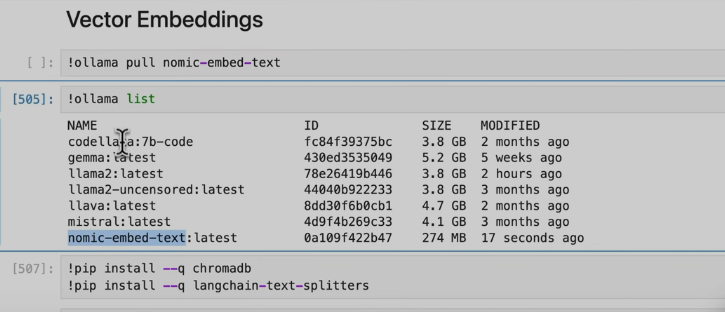 Vector Embeddings
[ ]: !ollama pull nomic-embed-text
[505]: !ollama list
NAME ID SIZE MODIFIED
codellama:7b-code fc84f39375bc 3.8 GB 2 months ago
gemma:latest 430ed3535049 5.2 GB 5 weeks ago
llama2:latest 78e26419b446 3.8 GB 2 hours ago
llama2-uncensored:latest 44040b922233 3.8 GB 3 months ago
llava:latest 8dd30f6b0cb1 4.7 GB 2 months ago
mistral:latest 4d9f4b269c33 4.1 GB 3 months ago
nomic-embed-text:latest 0a109f422b47 274 MB 17 seconds ago
[507]: !pip install --q chromadb
!pip install --q langchain-text-splitters